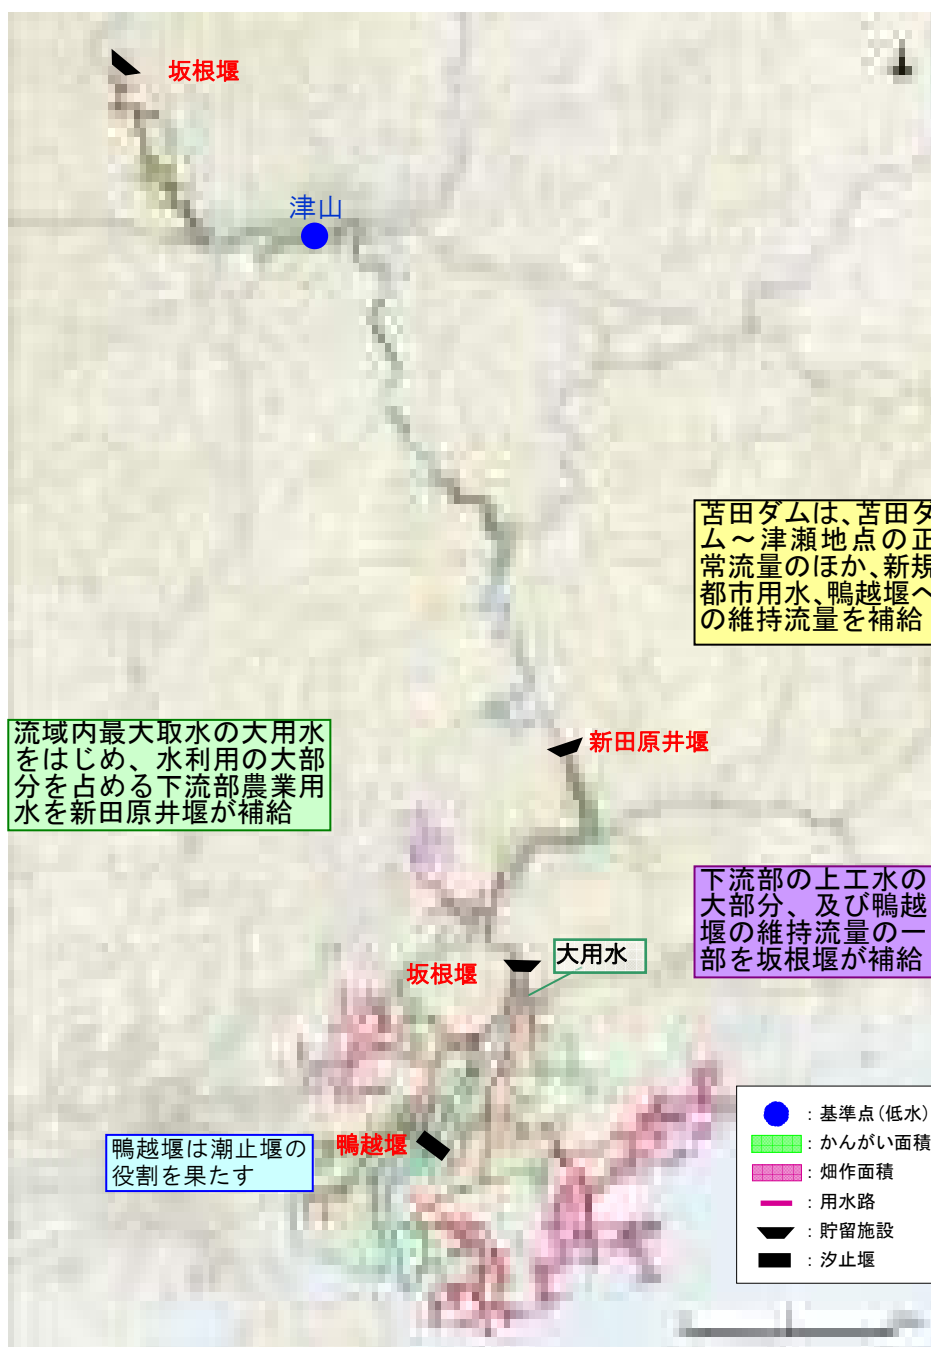 坂根堰
津山
苫田ダムは、苫田ダ
ム～津瀬地点の正
常流量のほか、新規
都市用水、鴨越堰へ
の維持流量を補給
新田原井堰
流域内最大取水の大用水
をはじめ、水利用の大部
分を占める下流部農業用
水を新田原井堰が補給
下流部の上工水の
大部分、及び鴨越
堰の維持流量の一
部を坂根堰が補給
大用水
坂根堰
鴨越堰
鴨越堰は潮止堰の
役割を果たす
：基準点(低水)
：かんがい面積
：畑作面積
：用水路
：貯留施設
：汐止堰